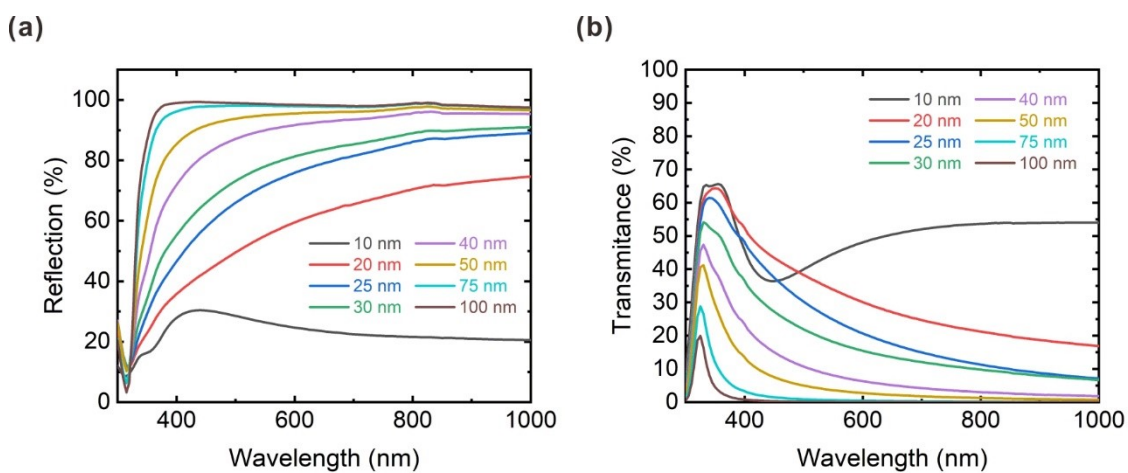 (a)
Reflection (%)
100
80
60
40
20
0
10 nm 40 nm
20 nm 50 nm
25 nm 75 nm
30 nm 100 nm
400 600 800 1000
Wavelength (nm)
(b)
Transmitance (%)
100
90
80
70
60
50
40
30
20
10
0
10 nm 40 nm
20 nm 50 nm
25 nm 75 nm
30 nm 100 nm
400 600 800 1000
Wavelength (nm)